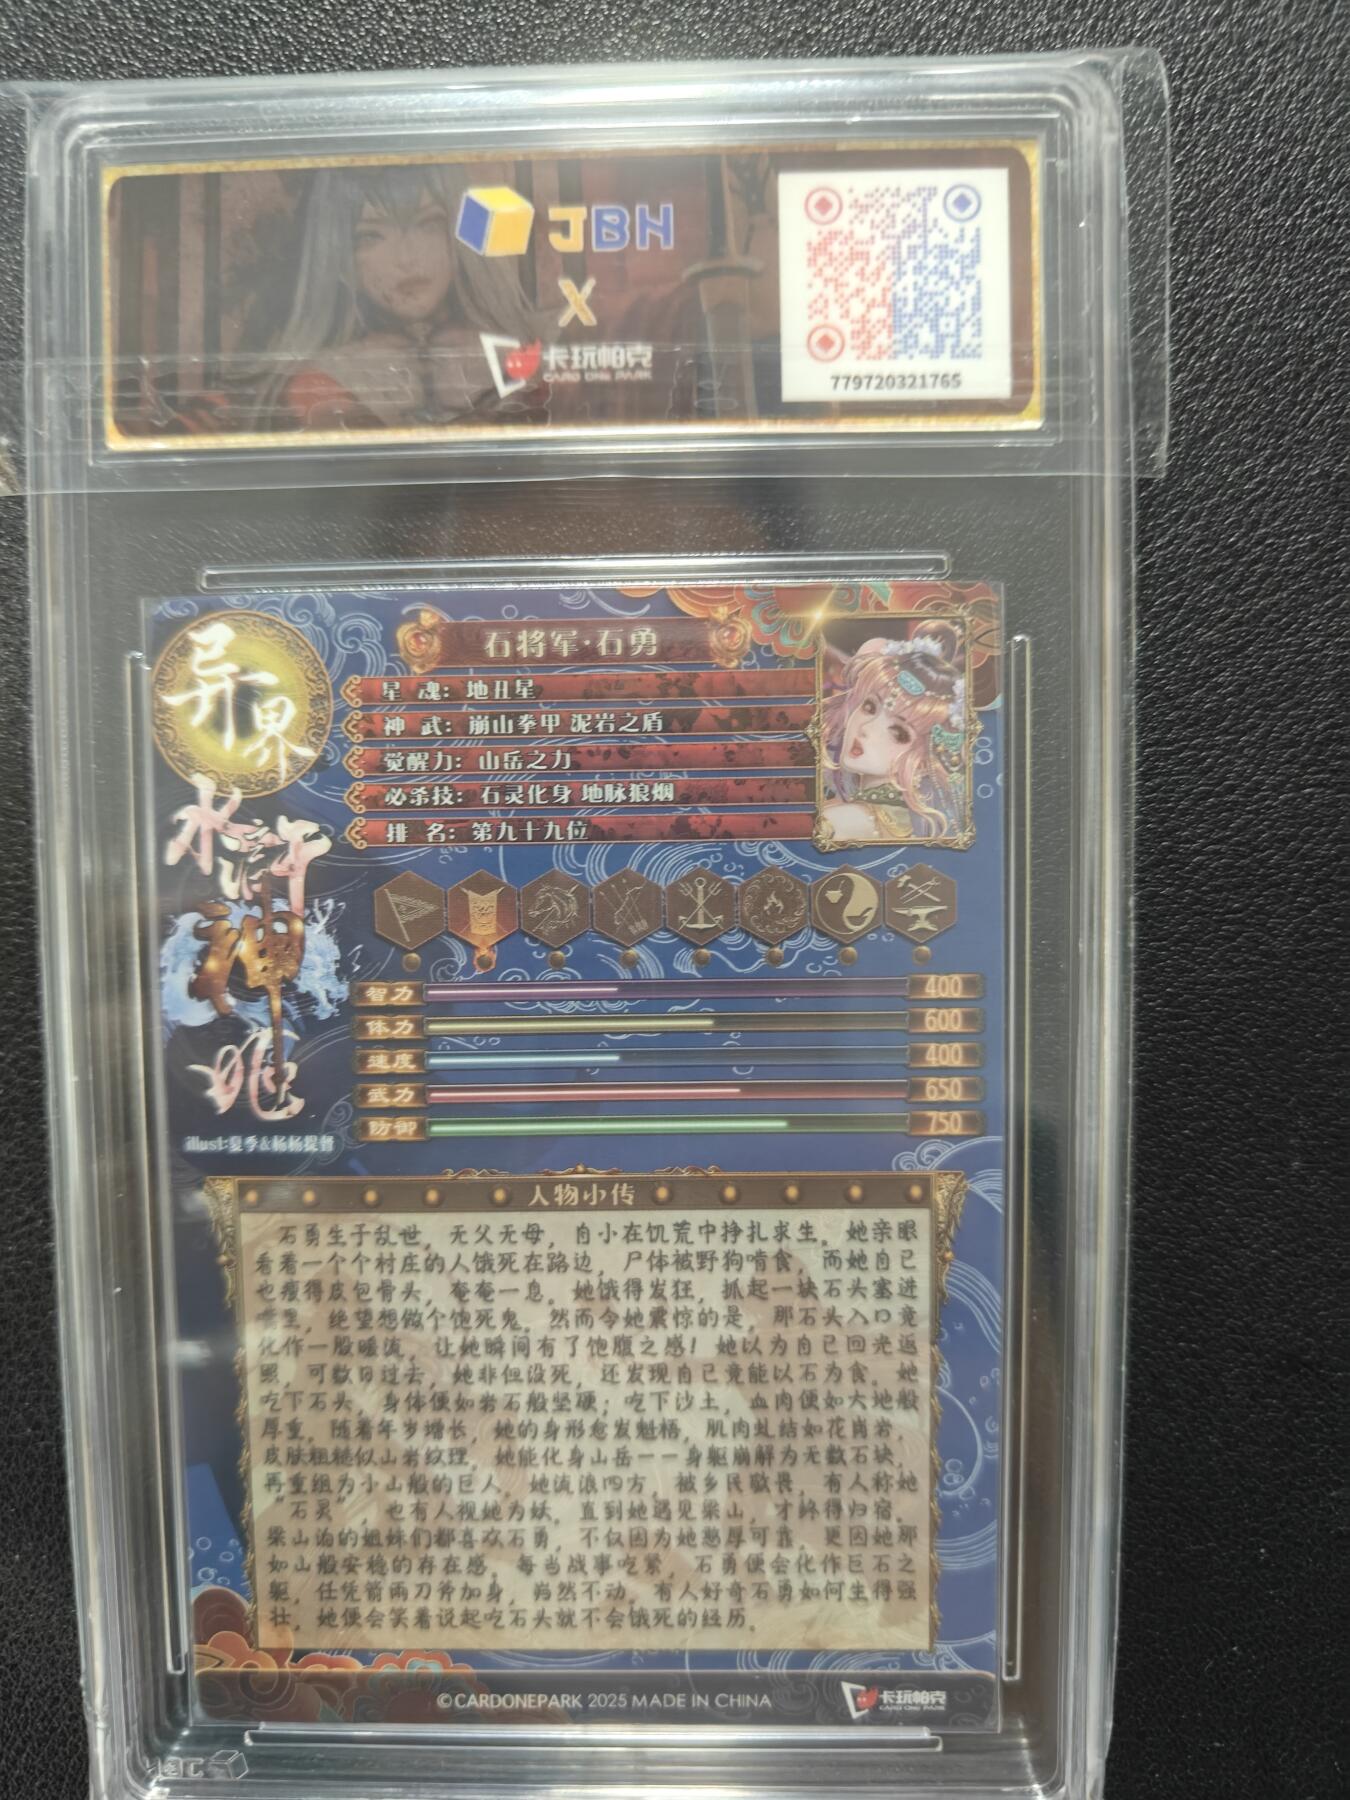 JBH
X
卡玩帕克
CARD ONE PARK
779720321765
异界
水浒
神姬
illust:夏季&杨杨提督
石将军·石勇
星 魂：地丑星
神 武：崩山拳甲 泥岩之盾
觉醒力：山岳之力
必杀技：石灵化身 地脉狼烟
排 名：第九十九位
智力 400
体力 600
速度 400
武力 650
防御 750
人物小传
石勇生于乱世，无父无母，自小在饥荒中挣扎求生。她亲眼
看着一个个村庄的人饿死在路边，尸体被野狗啃食，而她自己
也瘦得皮包骨头，奄奄一息。她饿得发狂，抓起一块石头塞进
嘴里，绝望想做个饱死鬼。然而令她震惊的是，那石头入口竟
化作一股暖流，让她瞬间有了饱腹之感！她以为自己回光返
照，可数日过去，她非但没死，还发现自己竟能以石为食。她
吃下石头，身体便如岩石般坚硬；吃下沙土，血肉便如大地般
厚重。随着年岁增长，她的身形愈发魁梧，肌肉虬结如花岗岩，
皮肤粗糙似山岩纹理。她能化身山岳——身躯崩解为无数石块，
再重组为小山般的巨人。她流浪四方，被乡民敬畏，有人称她
“石灵”，也有人视她为妖。直到她遇见梁山，才终得归宿。
梁山泊的姐妹们都喜欢石勇，不仅因为她憨厚可靠，更因她那
如山般安稳的存在感。每当战事吃紧，石勇便会化作巨石之
躯，任凭箭雨刀斧加身，岿然不动。有人好奇石勇如何生得强
壮，她便会笑着说起吃石头就不会饿死的经历。
©CARDONEPARK 2025 MADE IN CHINA
卡玩帕克
CARD ONE PARK
JBH